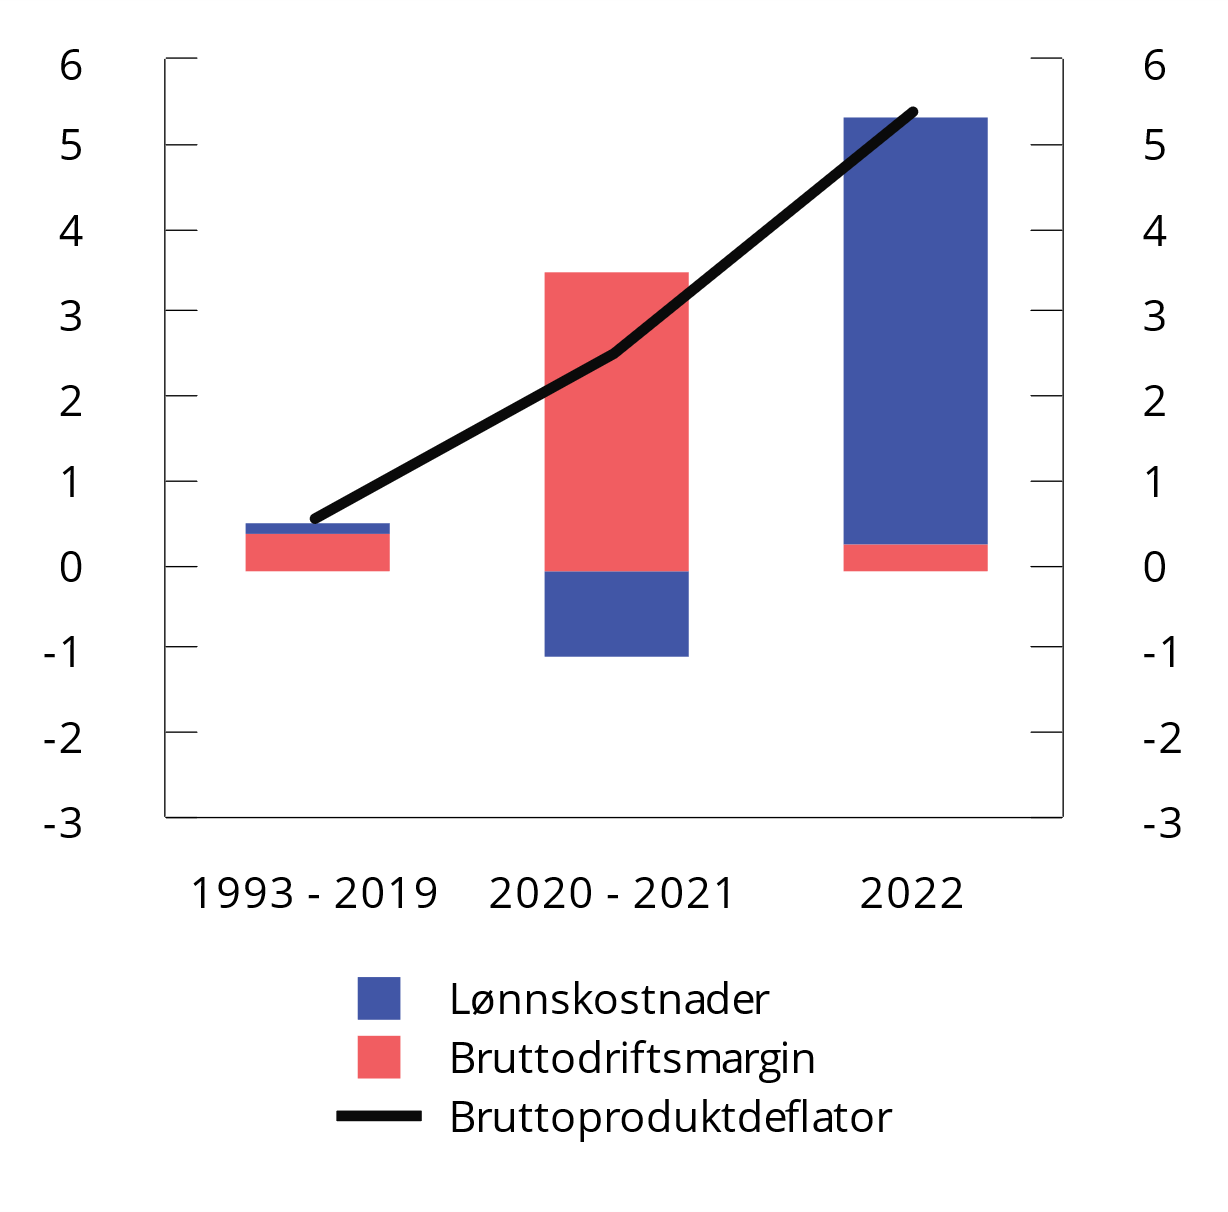 6 6
5 5
4 4
3 3
2 2
1 1
0 0
-1 -1
-2 -2
-3 -3
1993 - 2019 2020 - 2021 2022
Lønnskostnader
Bruttodriftsmargin
Bruttoproduktdeflator